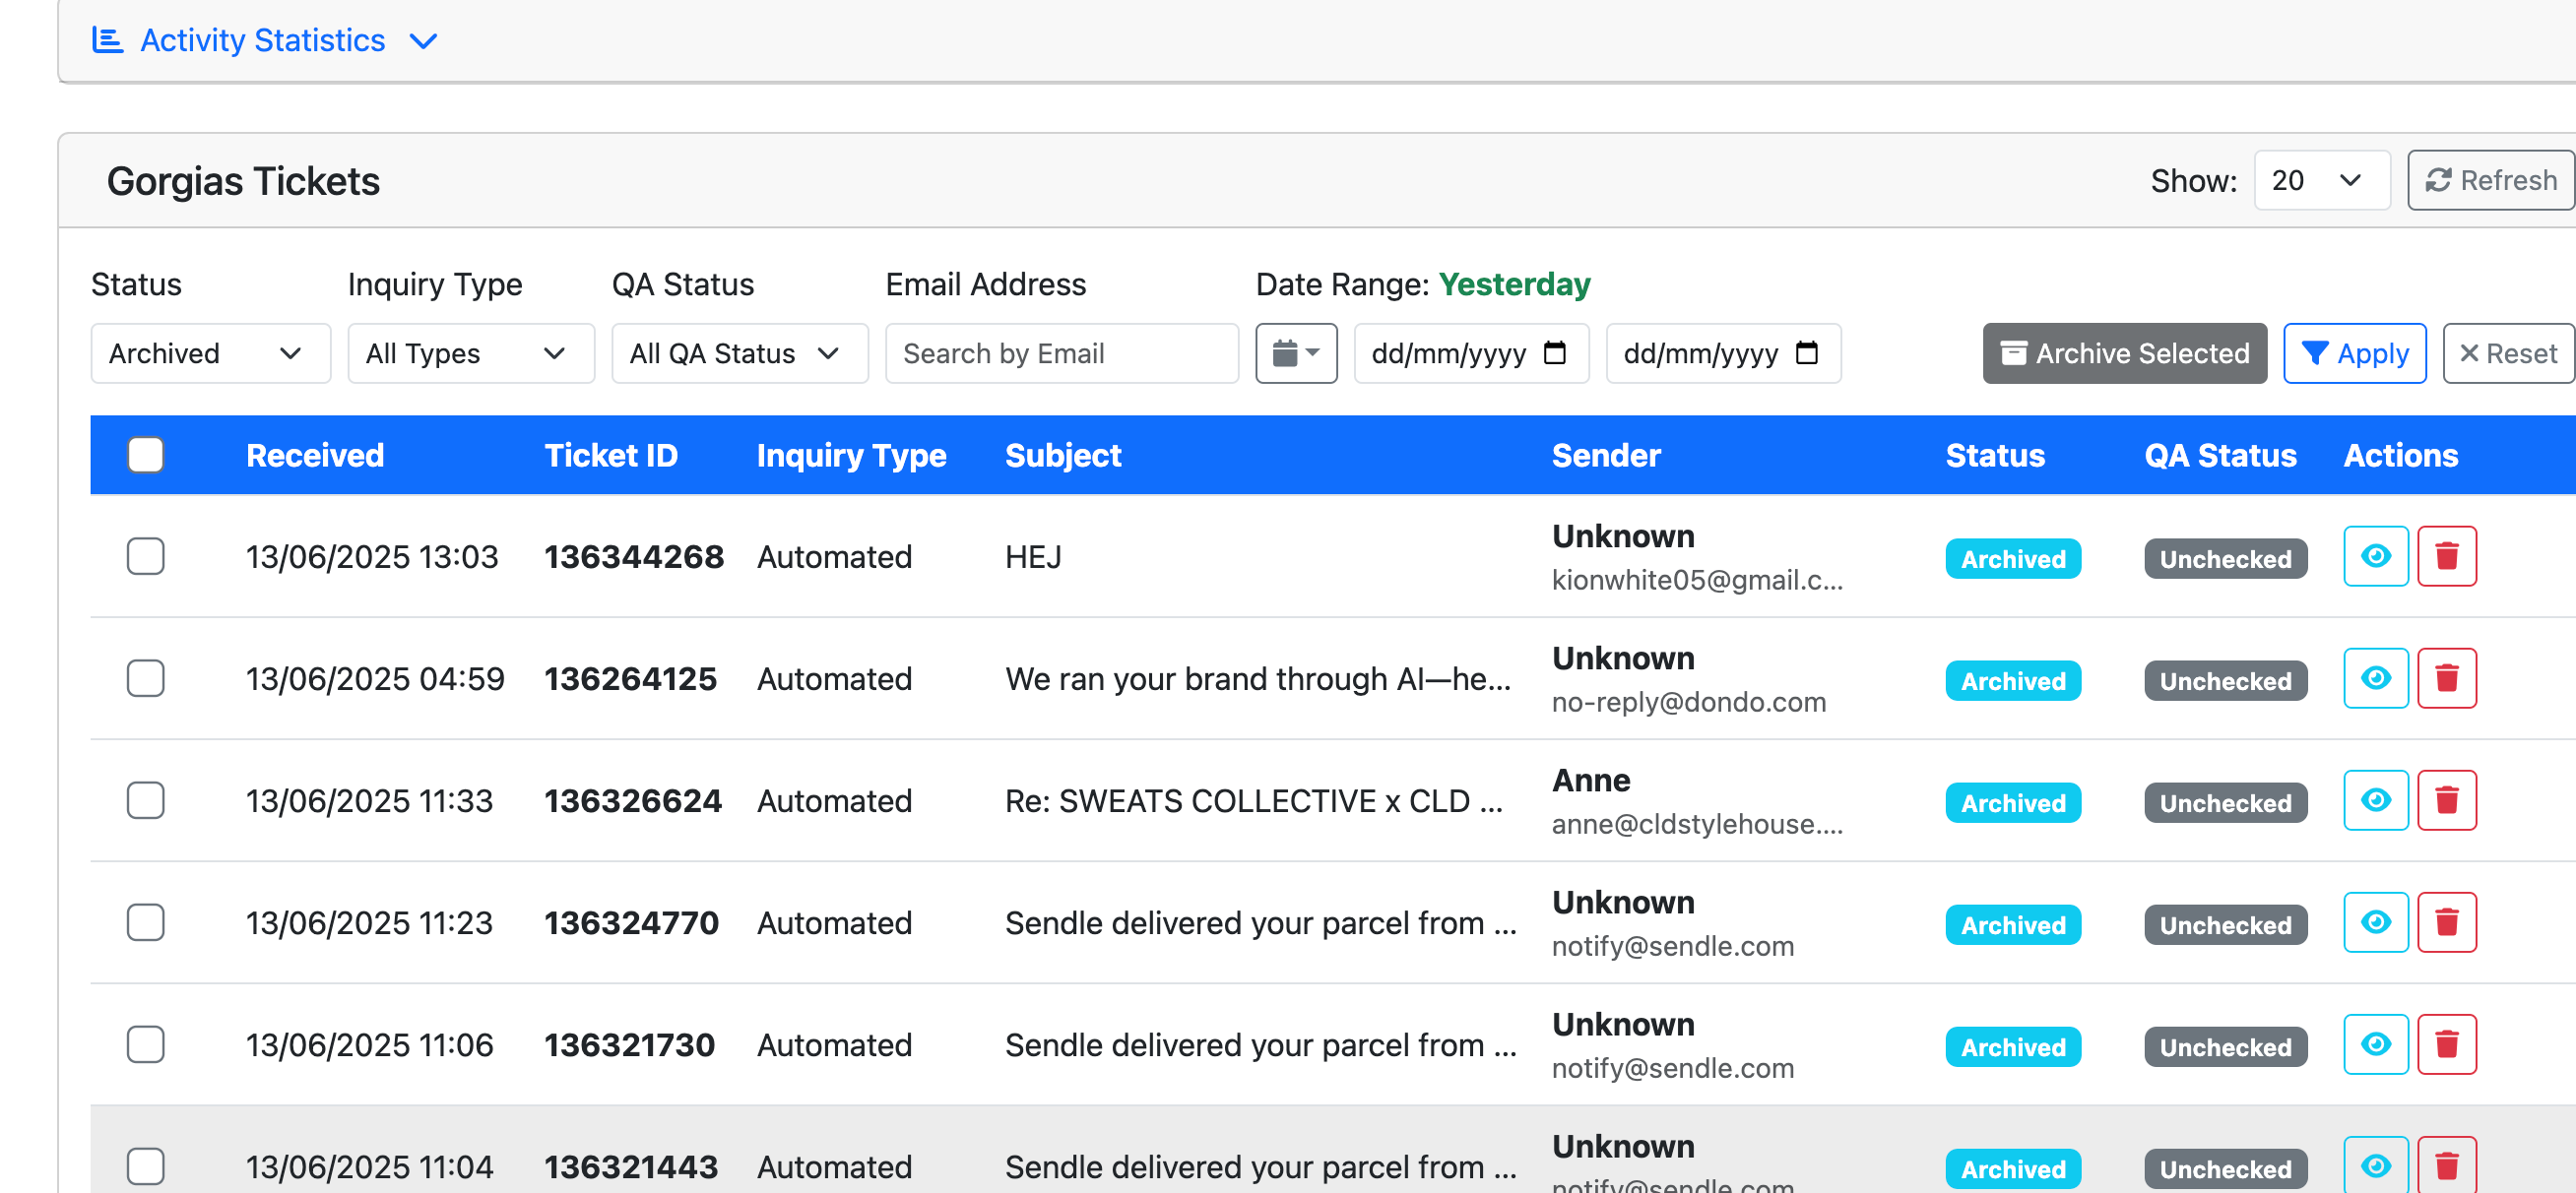 Activity Statistics
Gorgias Tickets
Show: 20 Refresh
Status Inquiry Type QA Status Email Address Date Range: Yesterday
Archived All Types All QA Status Search by Email dd/mm/yyyy dd/mm/yyyy Archive Selected Apply Reset
Received Ticket ID Inquiry Type Subject Sender Status QA Status Actions
13/06/2025 13:03 136344268 Automated HEJ Unknown Archived Unchecked
kionwhite05@gmail.c...
13/06/2025 04:59 136264125 Automated We ran your brand through AI—he... Unknown Archived Unchecked
no-reply@dondo.com
13/06/2025 11:33 136326624 Automated Re: SWEATS COLLECTIVE x CLD ... Anne Archived Unchecked
anne@cldstylehouse....
13/06/2025 11:23 136324770 Automated Sendle delivered your parcel from ... Unknown Archived Unchecked
notify@sendle.com
13/06/2025 11:06 136321730 Automated Sendle delivered your parcel from ... Unknown Archived Unchecked
notify@sendle.com
13/06/2025 11:04 136321443 Automated Sendle delivered your parcel from ... Unknown Archived Unchecked
notify@sendle.com